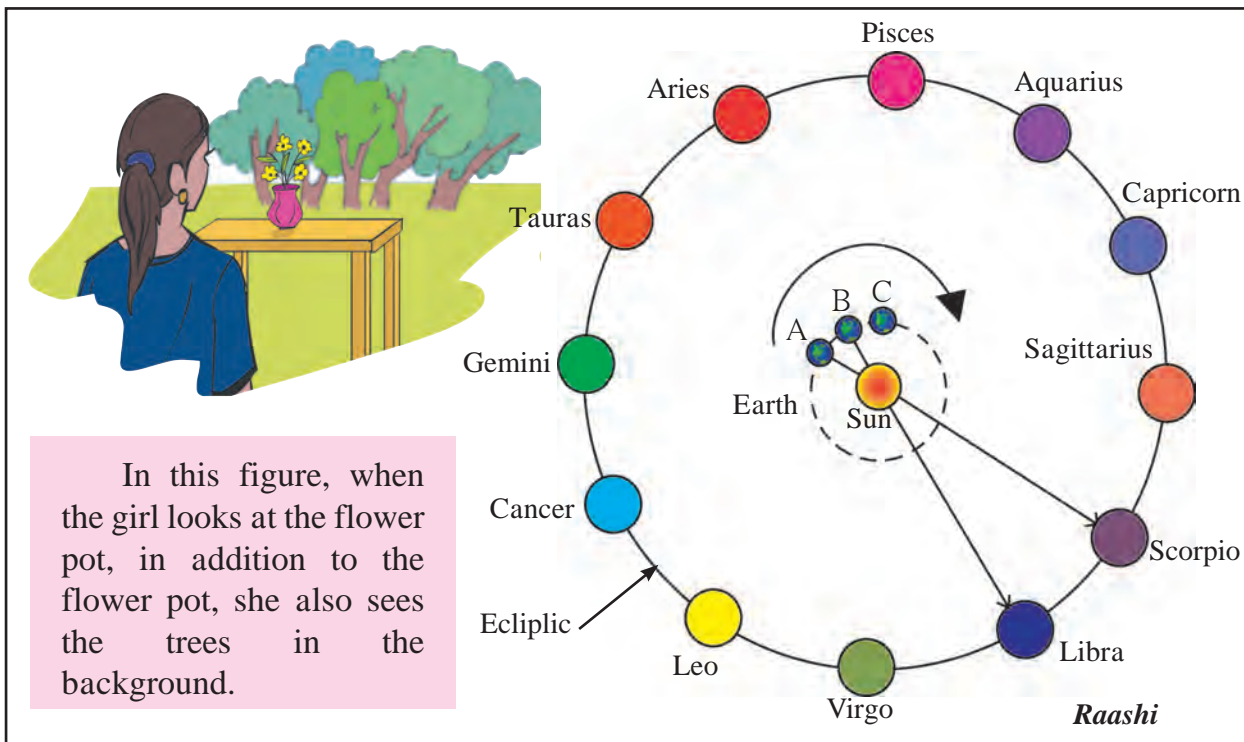 Pisces
Aries
Aquarius
Tauras
Capricorn
A
B
C
Gemini
Sagittarius
Earth
Sun
Cancer
Scorpio
Ecliplic
Leo
Libra
Virgo
Raashi
In this figure, when
the girl looks at the flower
pot, in addition to the
flower pot, she also sees
the trees in the
background.